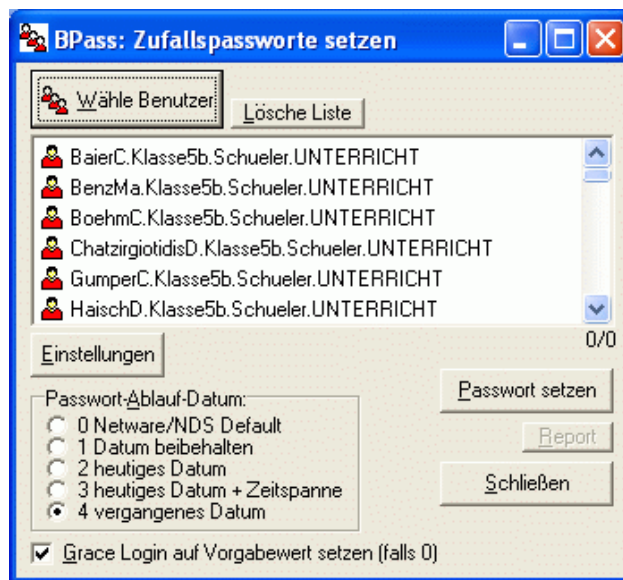 BPass: Zufallspassworte setzen
Wähle Benutzer
Lösche Liste
BaierC.Klasse5b.Schueler.UNTERRICHT
BenzMa.Klasse5b.Schueler.UNTERRICHT
BoehmC.Klasse5b.Schueler.UNTERRICHT
ChatzirgiotidisD.Klasse5b.Schueler.UNTERRICHT
GumperC.Klasse5b.Schueler.UNTERRICHT
HaischD.Klasse5b.Schueler.UNTERRICHT
0/0
Einstellungen
Passwort-Ablauf-Datum:
0 Netware/NDS Default
1 Datum beibehalten
2 heutiges Datum
3 heutiges Datum + Zeitspanne
4 vergangenes Datum
Passwort setzen
Report
Schließen
Grace Login auf Vorgabewert setzen (falls 0)